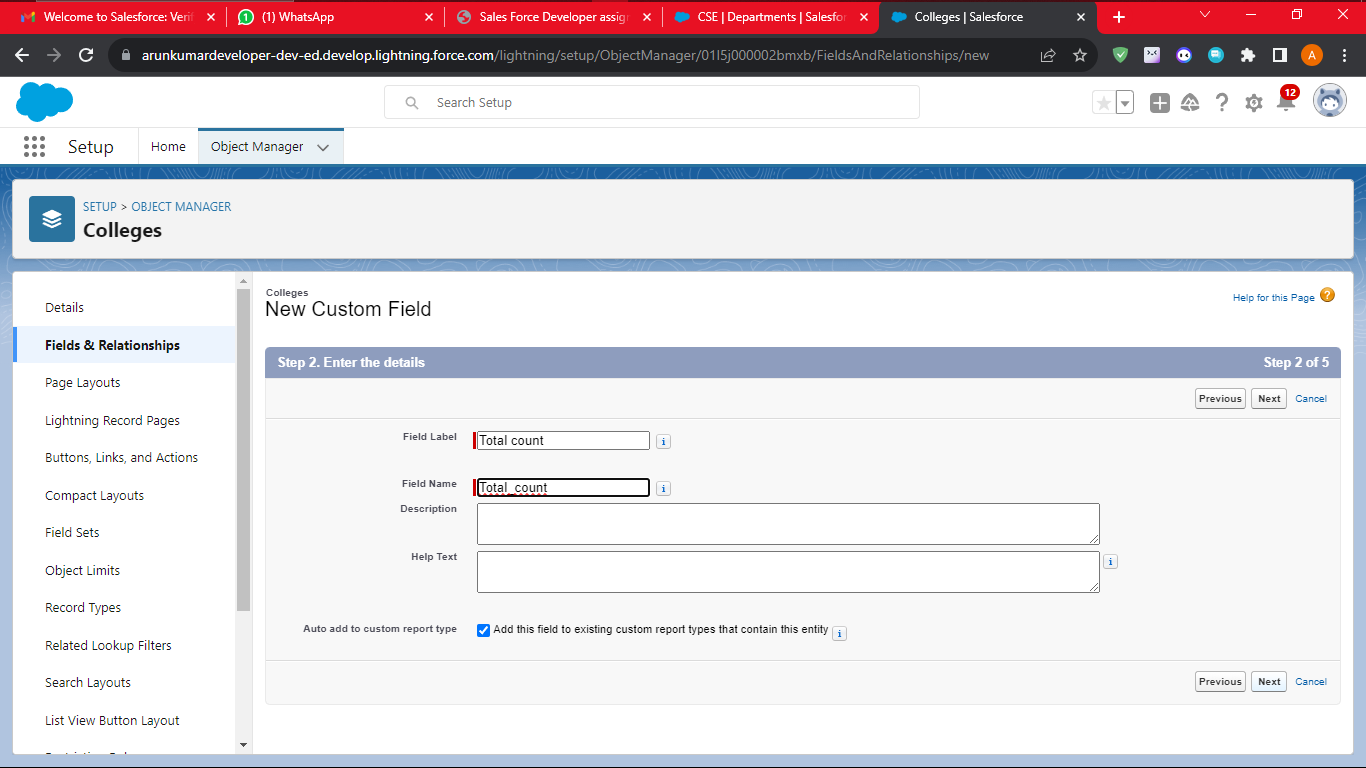 Welcome to Salesforce: Verif
(1) WhatsApp
Sales Force Developer assign
CSE | Departments | Salesfor
Colleges | Salesforce
arunkumardeveloper-dev-ed.develop.lightning.force.com/lightning/setup/ObjectManager/01I5j000002bmxb/FieldsAndRelationships/new
A
Search Setup
12
Setup
Home
Object Manager
SETUP > OBJECT MANAGER
Colleges
Details
Fields & Relationships
Page Layouts
Lightning Record Pages
Buttons, Links, and Actions
Compact Layouts
Field Sets
Object Limits
Record Types
Related Lookup Filters
Search Layouts
List View Button Layout
Colleges
New Custom Field
Help for this Page
Step 2. Enter the details
Step 2 of 5
Previous
Next
Cancel
Field Label
Total count
Field Name
Total_count
Description
Help Text
Auto add to custom report type
Add this field to existing custom report types that contain this entity
Previous
Next
Cancel